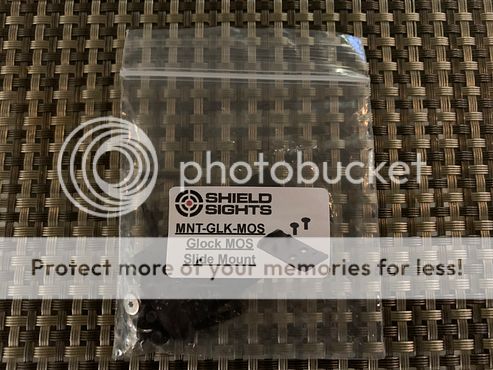 photobucket
SHIELD
SIGHTS
MNT-GLK-MOS
Glock MOS
Slide Mount
Protect more of your memories for less!